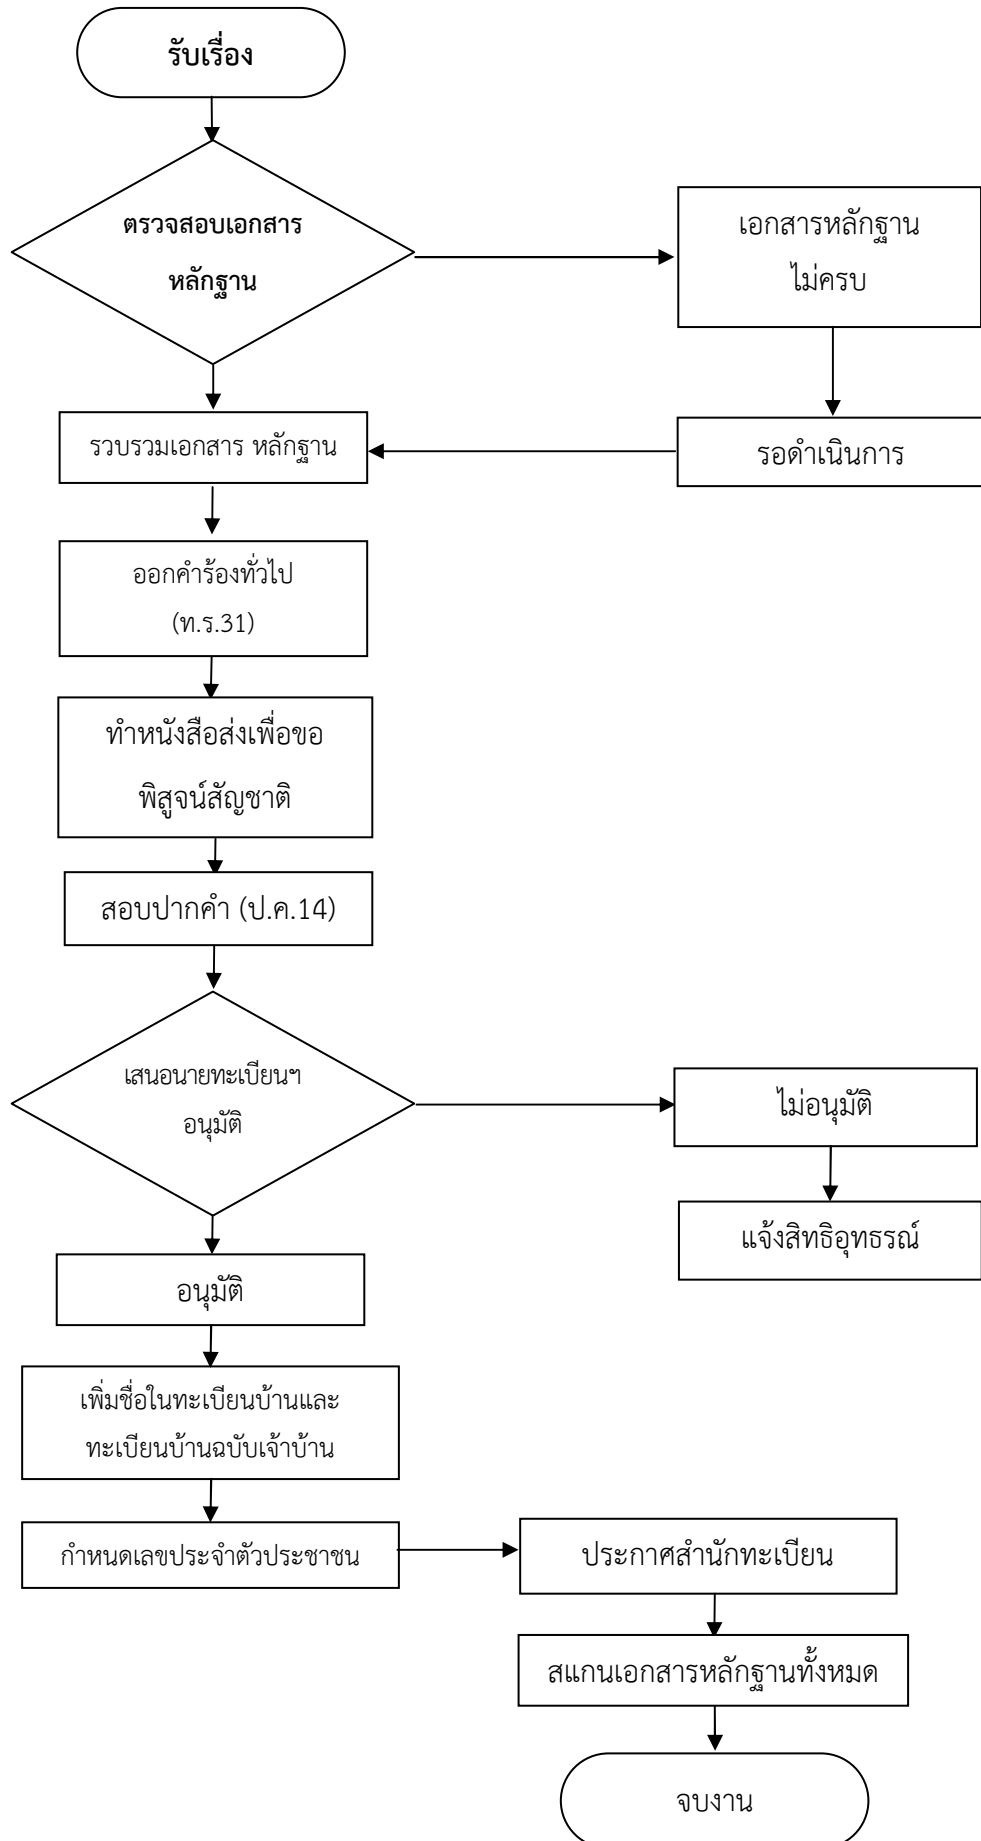 รับเรื่อง
ตรวจสอบเอกสาร
หลักฐาน
เอกสารหลักฐาน
ไม่ครบ
รวบรวมเอกสาร หลักฐาน
รอดำเนินการ
ออกคำร้องทั่วไป
(ท.ร.31)
ทำหนังสือส่งเพื่อขอ
พิสูจน์สัญชาติ
สอบปากคำ (ป.ค.14)
เสนอนายทะเบียนฯ
อนุมัติ
ไม่อนุมัติ
แจ้งสิทธิอุทธรณ์
อนุมัติ
เพิ่มชื่อในทะเบียนบ้านและ
ทะเบียนบ้านฉบับเจ้าบ้าน
กำหนดเลขประจำตัวประชาชน
ประกาศสำนักทะเบียน
สแกนเอกสารหลักฐานทั้งหมด
จบงาน